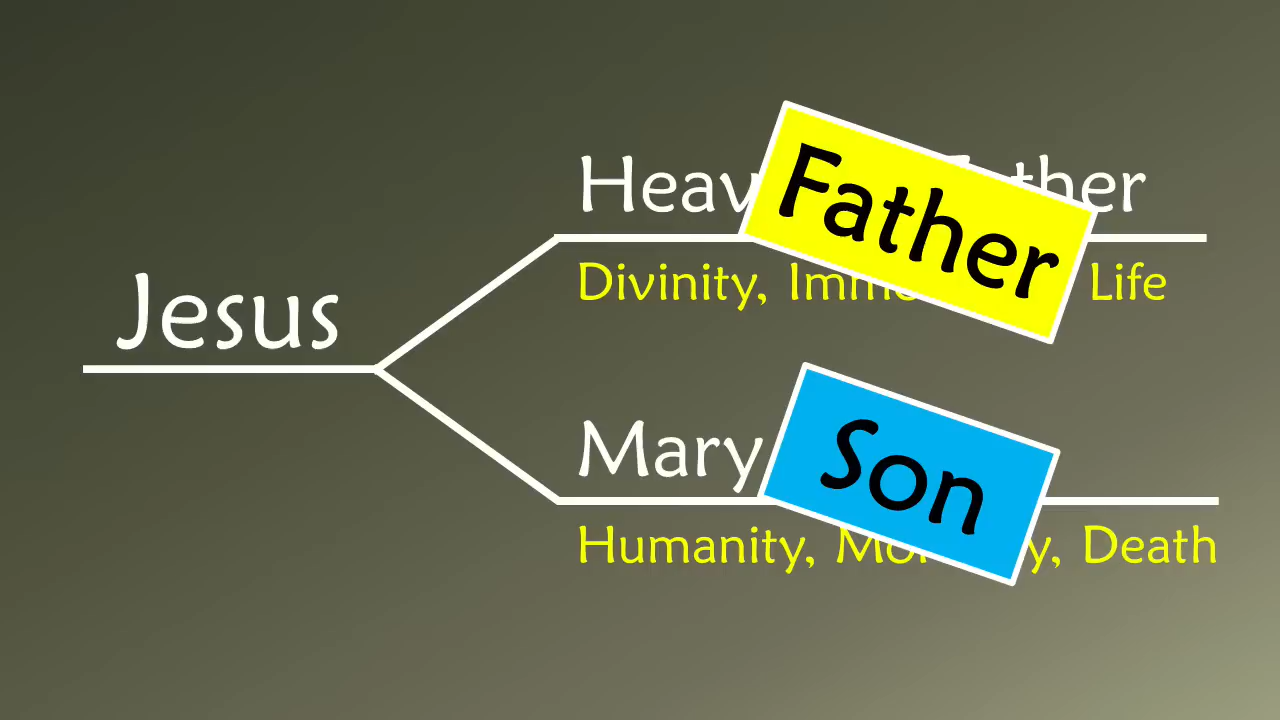 Father
Heav ther
Divinity, Imm Life
Jesus
Son
Mary
Humanity, Mo y, Death